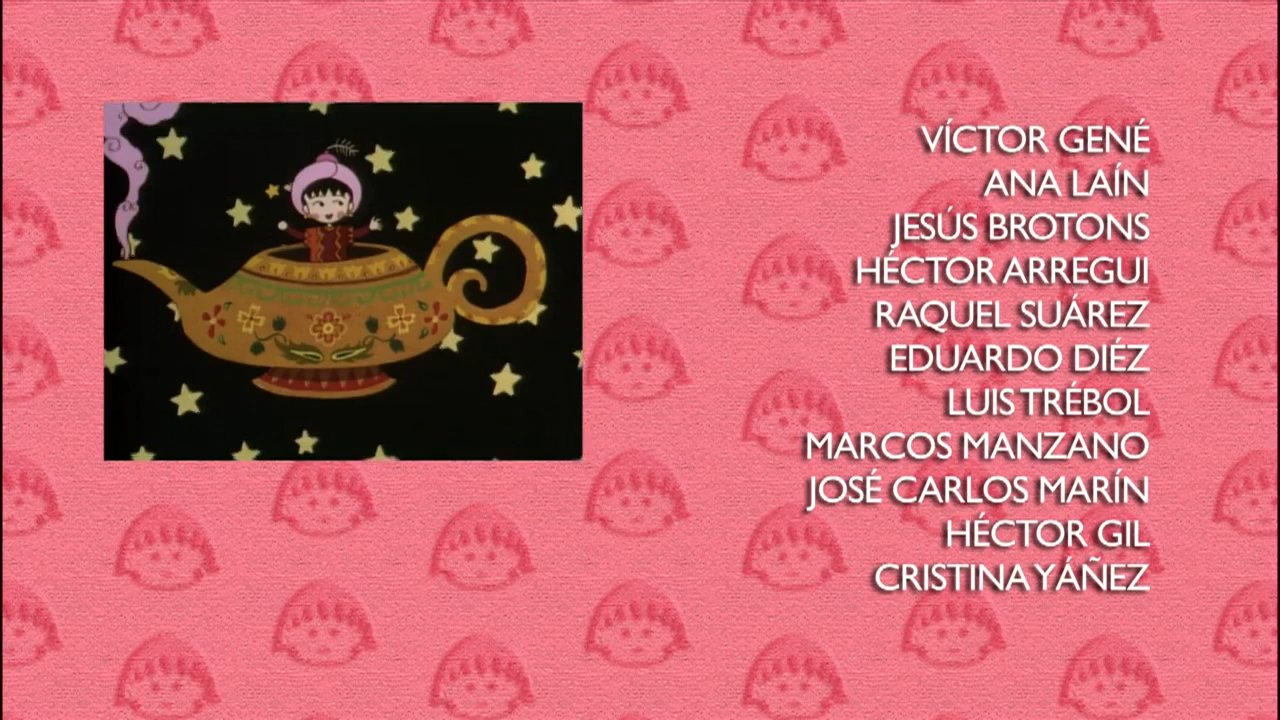 VÍCTOR GENÉ
ANA LAÍN
JESÚS BROTONS
HÉCTOR ARREGUI
RAQUEL SUÁREZ
EDUARDO DIÉZ
LUIS TRÉBOL
MARCOS MANZANO
JOSÉ CARLOS MARÍN
HÉCTOR GIL
CRISTINA YÁÑEZ